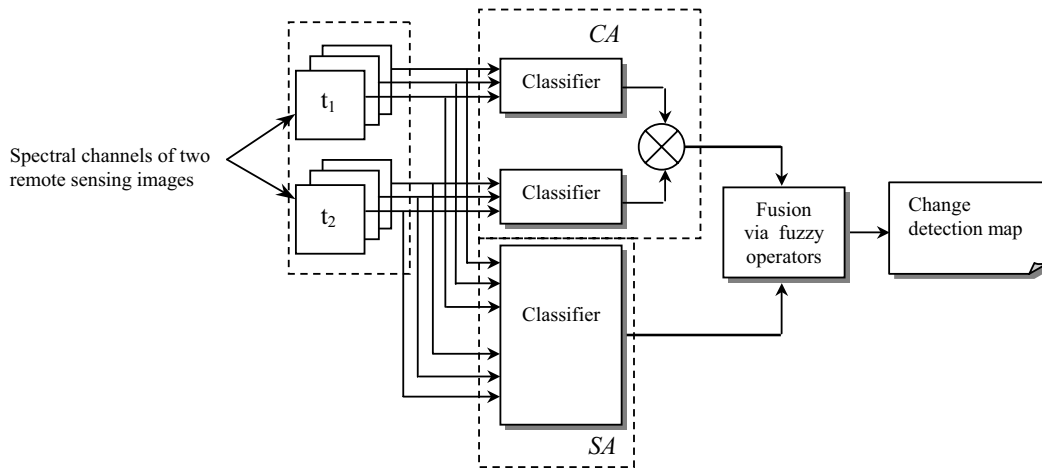 CA
Classifier
t1
Spectral channels of two
remote sensing images
Classifier
t2
Fusion
via fuzzy
operators
Change
detection map
Classifier
SA